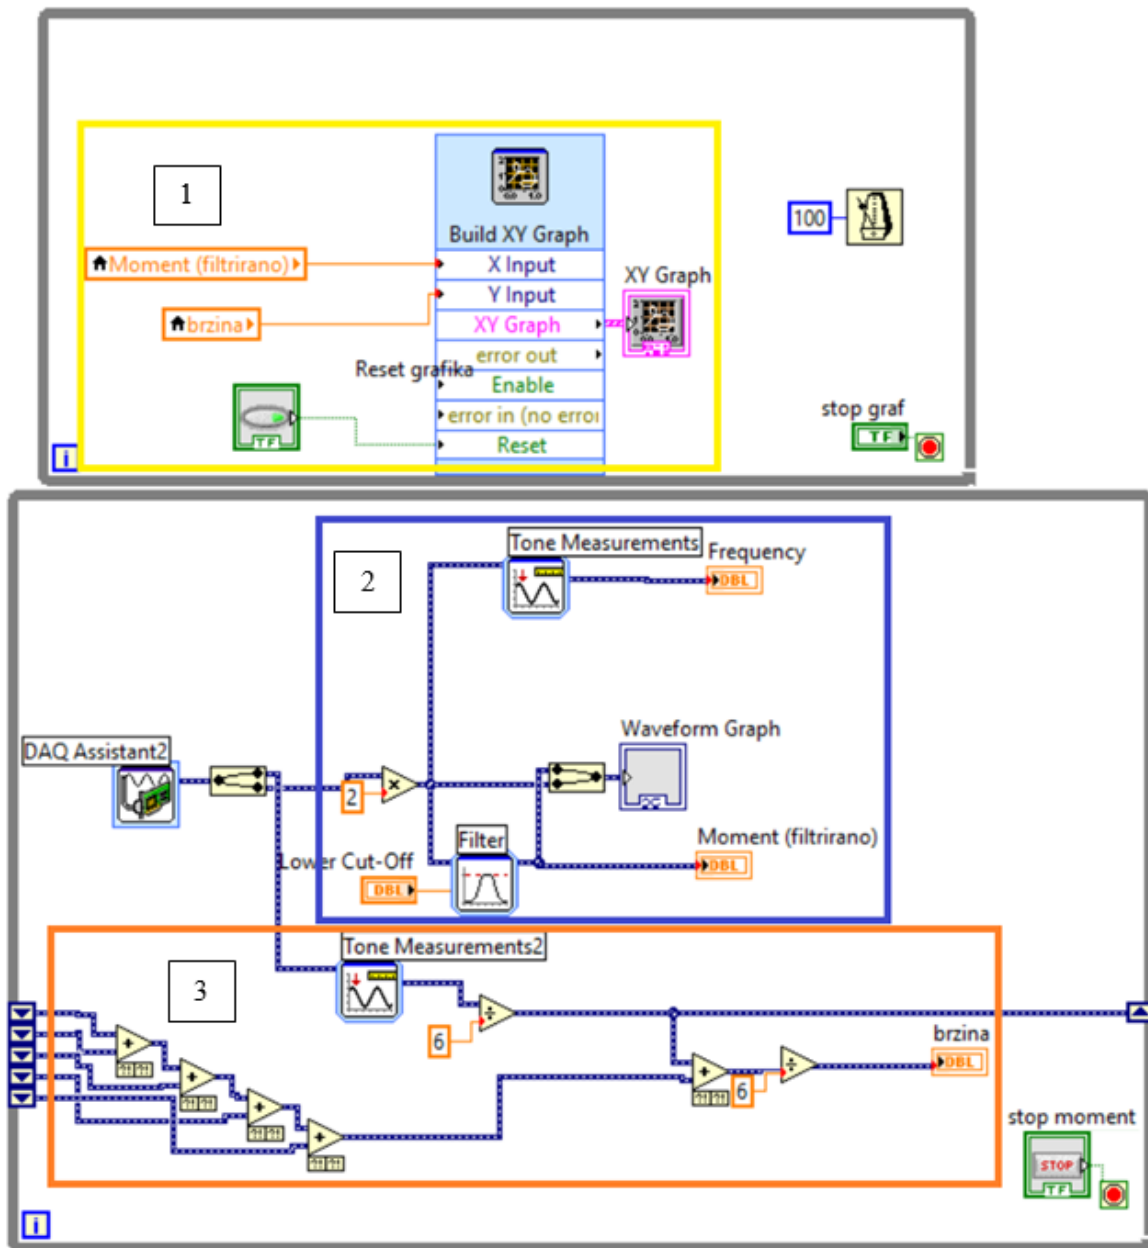 1
Build XY Graph
Moment (filtrirano)
X Input
Y Input
XY Graph
brzina
XY Graph
error out
Reset grafika
Enable
error in (no error
TF
Reset
100
stop graf
TF
i
2
Tone Measurements
Frequency
DBL
Waveform Graph
DAQ Assistant2
2
Filter
Moment (filtrirano)
DBL
Lower Cut-Off
DBL
3
Tone Measurements2
6
brzina
DBL
6
stop moment
STOP
TF
i